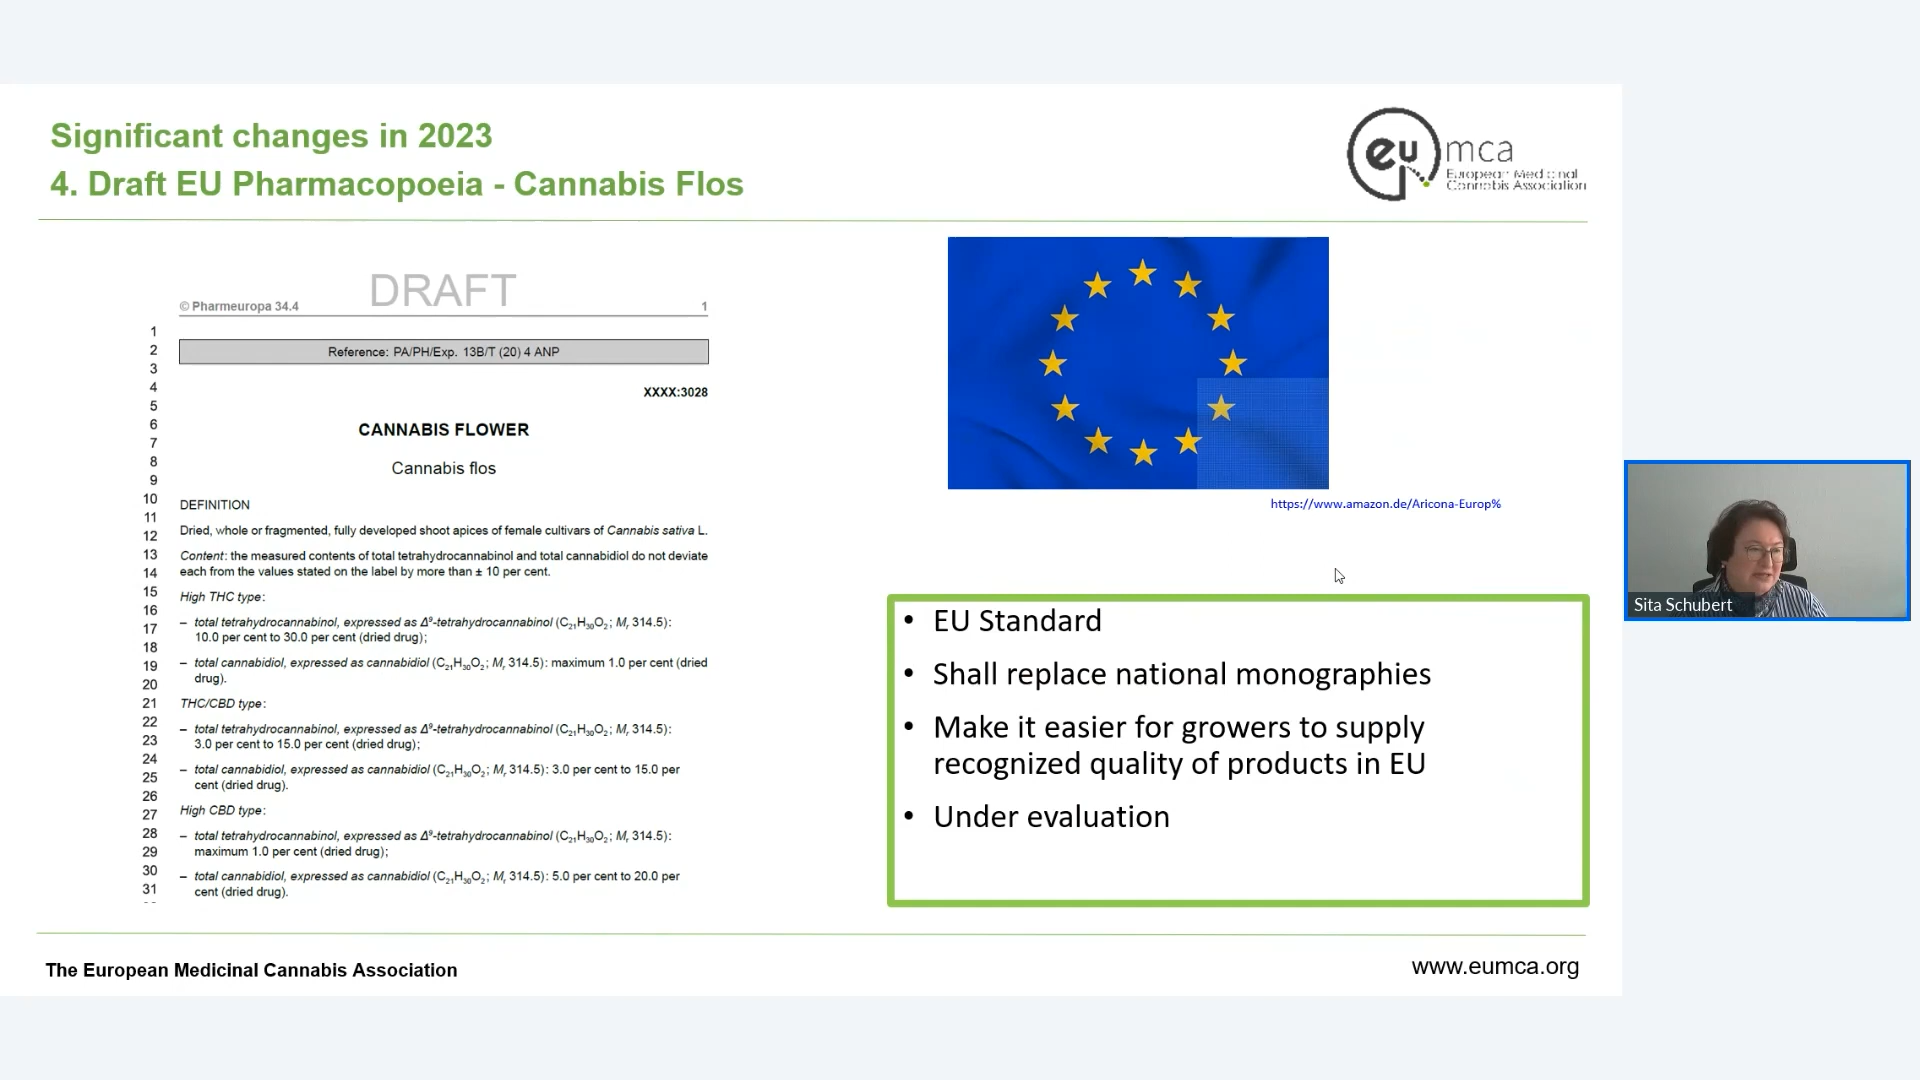 Significant changes in 2023
4. Draft EU Pharmacopoeia - Cannabis Flos
eu mca
European Medicinal
Cannabis Association
DRAFT
© Pharmeuropa 34.4 1
1
2 Reference: PA/PH/Exp. 13B/T (20) 4 ANP
3
4 XXXX:3028
5
6 CANNABIS FLOWER
7
8 Cannabis flos
9
10 DEFINITION
11
12 Dried, whole or fragmented, fully developed shoot apices of female cultivars of Cannabis sativa L.
13 Content: the measured contents of total tetrahydrocannabinol and total cannabidiol do not deviate
14 each from the values stated on the label by more than ± 10 per cent.
15 High THC type:
16 – total tetrahydrocannabinol, expressed as Δ⁹-tetrahydrocannabinol (C₂₁H₃₀O₂; Mᵣ 314.5):
17 10.0 per cent to 30.0 per cent (dried drug);
18
19 – total cannabidiol, expressed as cannabidiol (C₂₁H₃₀O₂; Mᵣ 314.5): maximum 1.0 per cent (dried
20 drug).
21 THC/CBD type:
22 – total tetrahydrocannabinol, expressed as Δ⁹-tetrahydrocannabinol (C₂₁H₃₀O₂; Mᵣ 314.5):
23 3.0 per cent to 15.0 per cent (dried drug);
24
25 – total cannabidiol, expressed as cannabidiol (C₂₁H₃₀O₂; Mᵣ 314.5): 3.0 per cent to 15.0 per
26 cent (dried drug).
27 High CBD type:
28 – total tetrahydrocannabinol, expressed as Δ⁹-tetrahydrocannabinol (C₂₁H₃₀O₂; Mᵣ 314.5):
29 maximum 1.0 per cent (dried drug);
30 – total cannabidiol, expressed as cannabidiol (C₂₁H₃₀O₂; Mᵣ 314.5): 5.0 per cent to 20.0 per
31 cent (dried drug).
https://www.amazon.de/Aricona-Europ%
• EU Standard
• Shall replace national monographies
• Make it easier for growers to supply
recognized quality of products in EU
• Under evaluation
Sita Schubert
The European Medicinal Cannabis Association
www.eumca.org